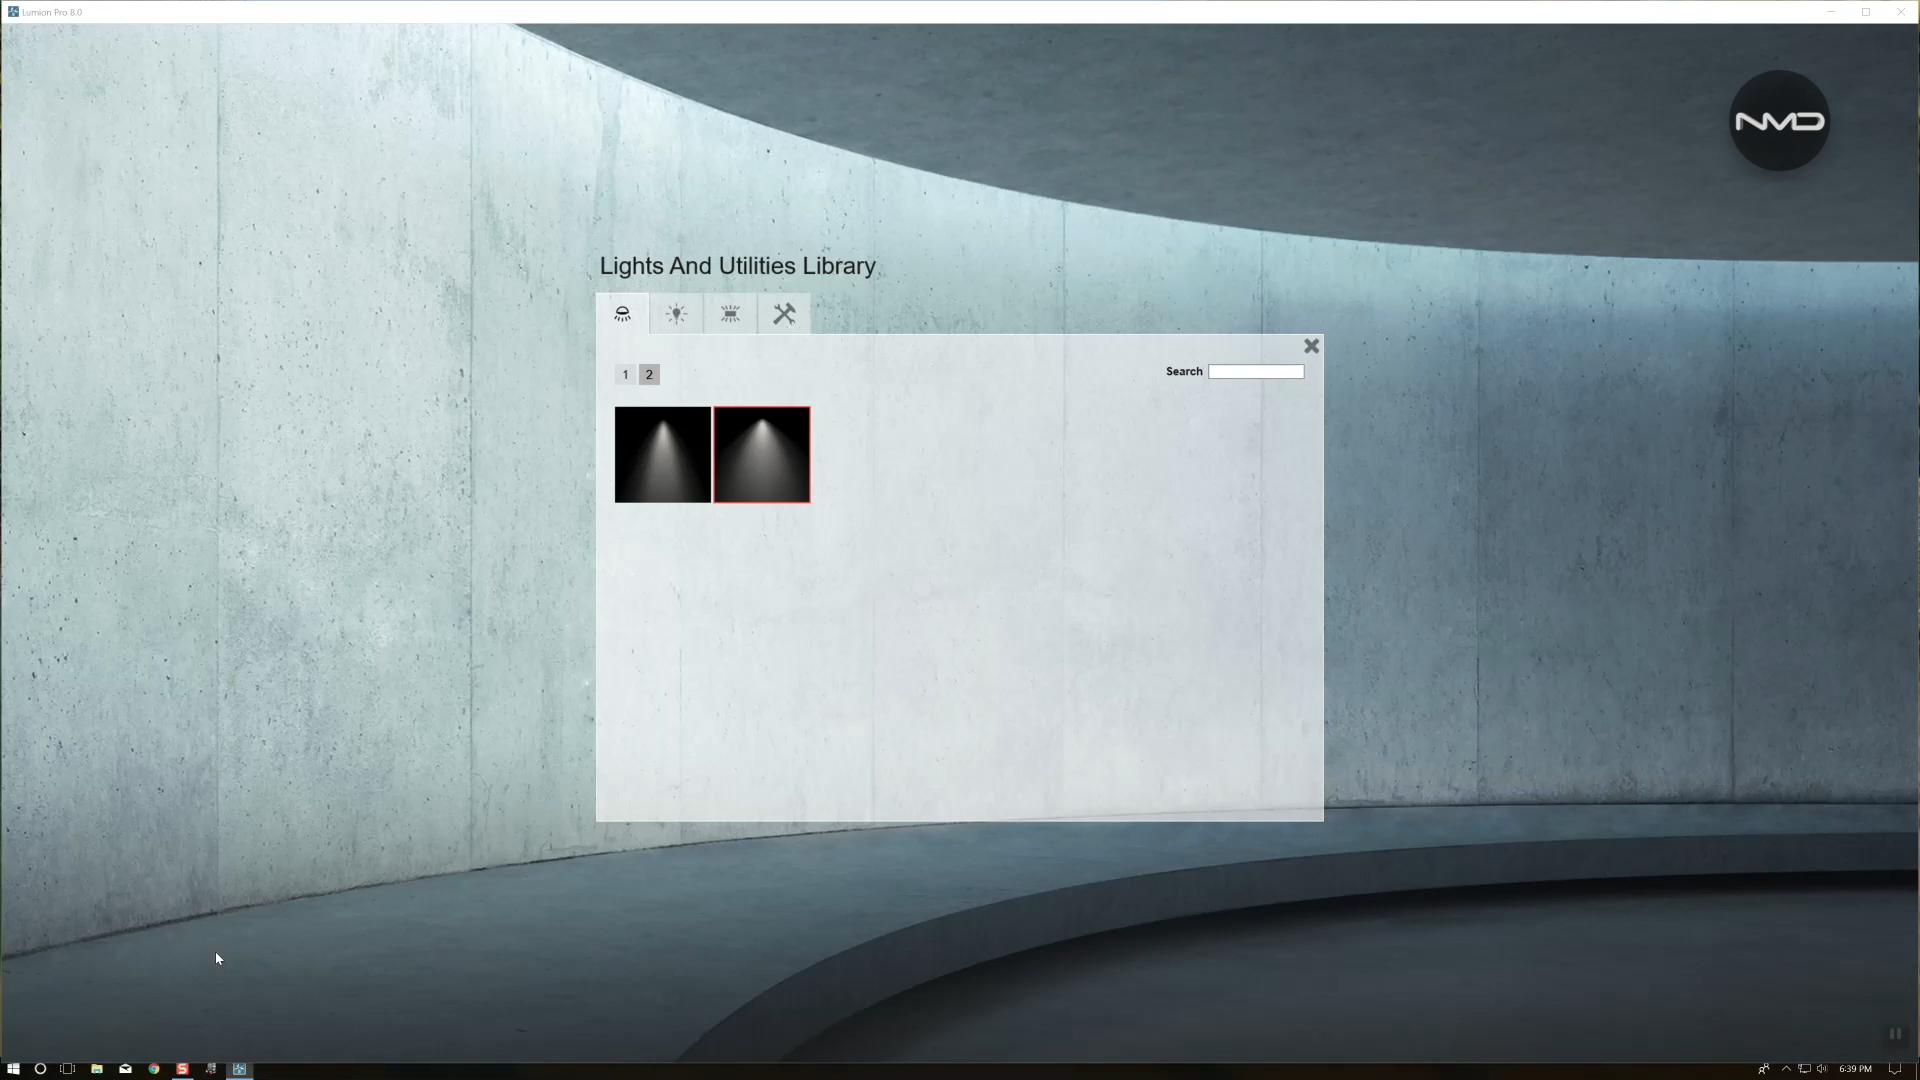 Lumion Pro 8.0
NMD
Lights And Utilities Library
1 2
Search
6:39 PM